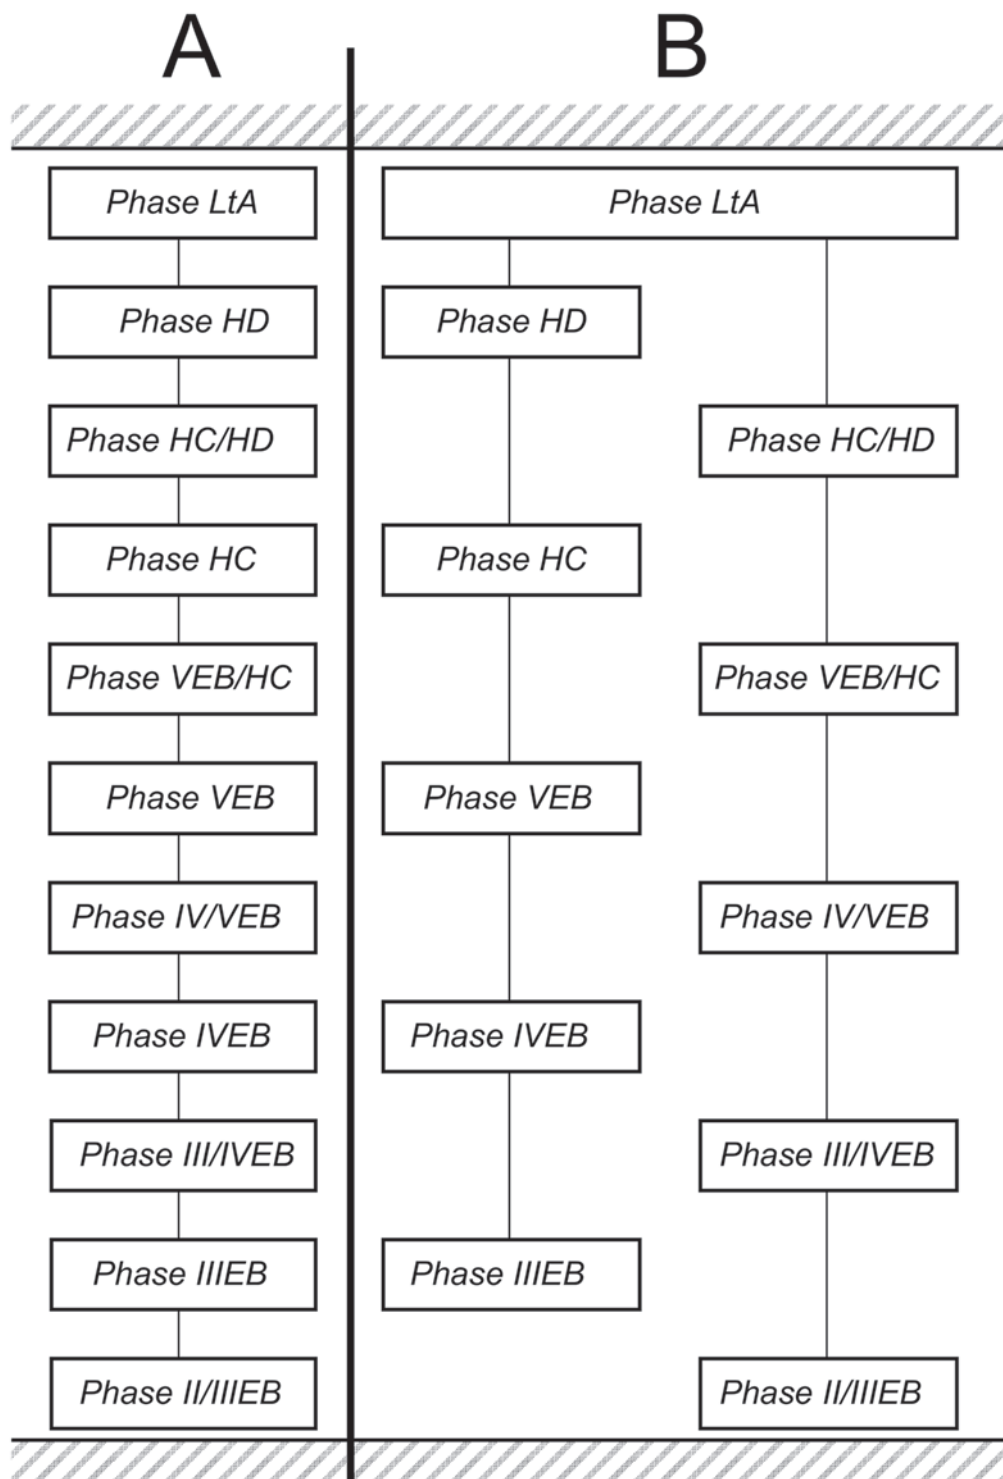 A
B
Phase LtA
Phase HD
Phase HC/HD
Phase HC
Phase VEB/HC
Phase VEB
Phase IV/VEB
Phase IVEB
Phase III/IVEB
Phase IIIEB
Phase II/IIIEB
Phase LtA
Phase HD
Phase HC/HD
Phase HC
Phase VEB/HC
Phase VEB
Phase IV/VEB
Phase IVEB
Phase III/IVEB
Phase IIIEB
Phase II/IIIEB